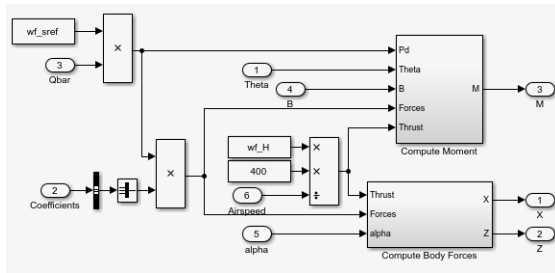 wf_sref
×
3
Qbar
1
Theta
4
B
Pd
Theta
B
Forces
Thrust
M
Compute Moment
3
M
2
Coefficients
×
wf_H
400
×
×
÷
6
Airspeed
5
alpha
Thrust
Forces
alpha
X
Z
Compute Body Forces
1
X
2
Z